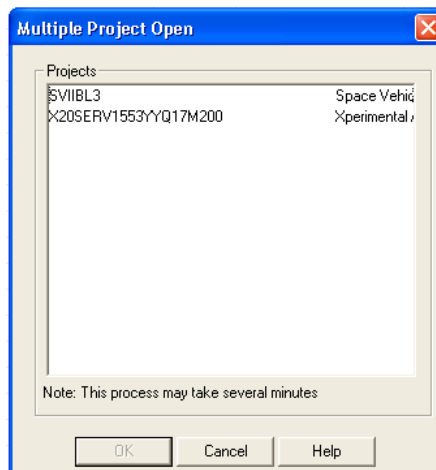 Multiple Project Open
Projects
SVIIBL3 Space Vehic
X20SERV1553YYQ17M200 Xperimental
Note: This process may take several minutes
OK Cancel Help